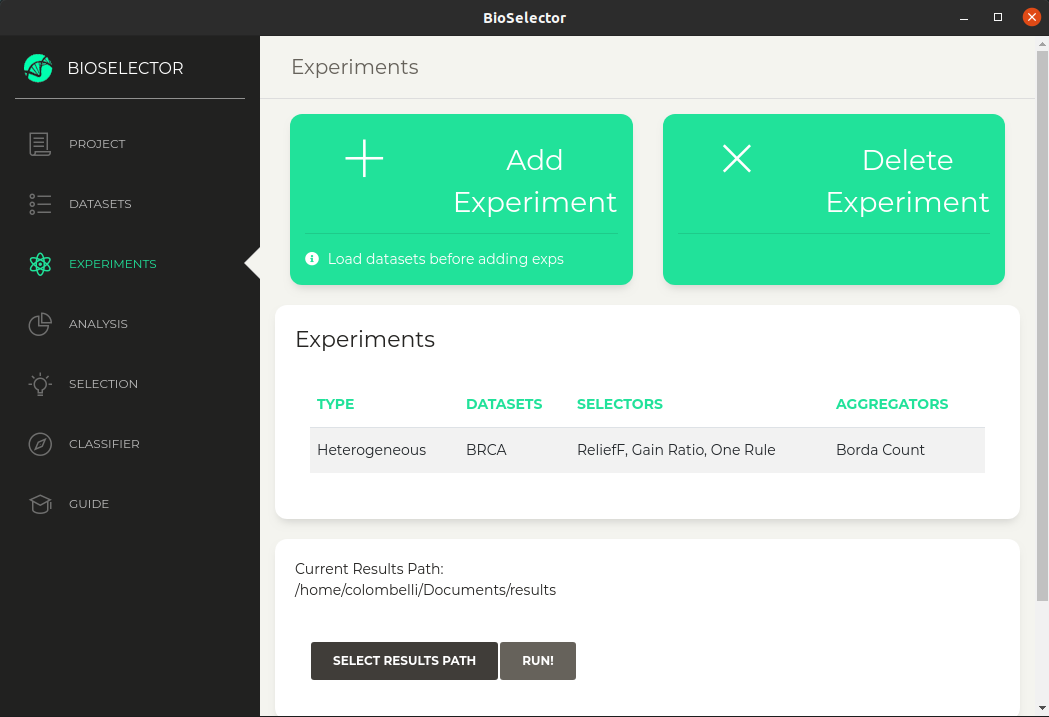 BioSelector
BIOSELECTOR
PROJECT
DATASETS
EXPERIMENTS
ANALYSIS
SELECTION
CLASSIFIER
GUIDE
Experiments
Add
Experiment
Load datasets before adding exps
Delete
Experiment
Experiments
TYPE DATASETS SELECTORS AGGREGATORS
Heterogeneous BRCA ReliefF, Gain Ratio, One Rule Borda Count
Current Results Path:
/home/colombelli/Documents/results
SELECT RESULTS PATH RUN!